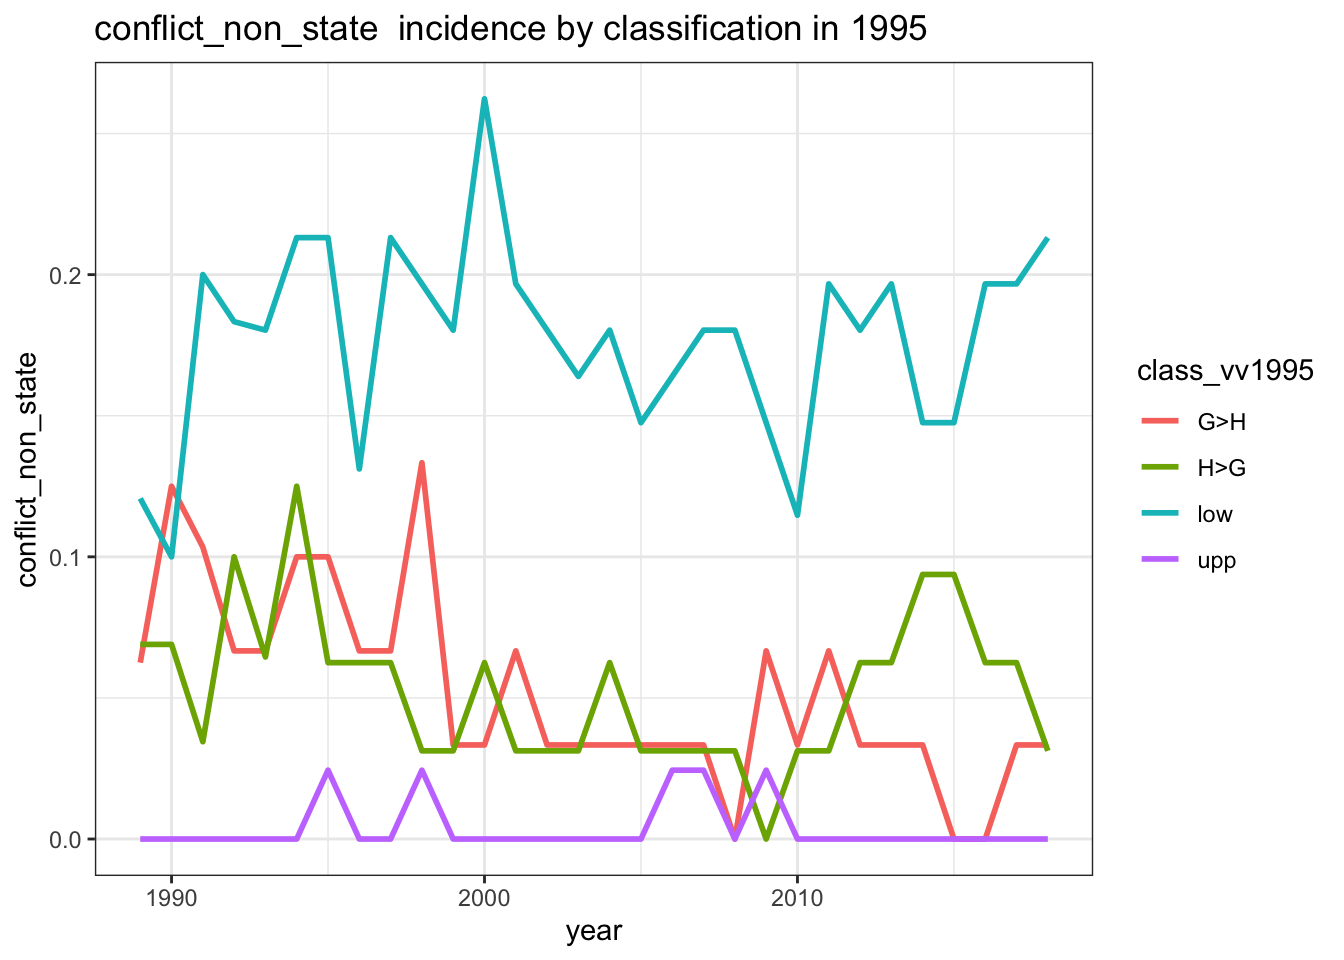 conflict_non_state  incidence by classification in 1995
conflict_non_state
0.2
0.1
0.0
1990
2000
2010
year
class_vv1995
G>H
H>G
low
upp